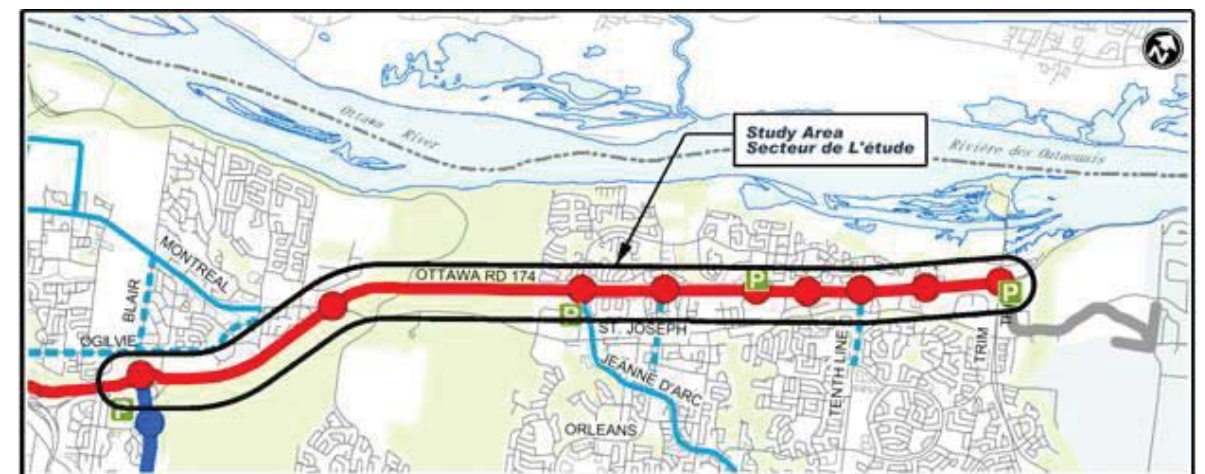 N
Ottawa River
Study Area
Secteur de L'étude
Rivière des Outaouais
MONTREAL
BLAIR
OTTAWA RD 174
OGILVIE
P
P
P
P
ST. JOSEPH
JEANNE D'ARC
TENTH LINE
TRIM
ORLEANS